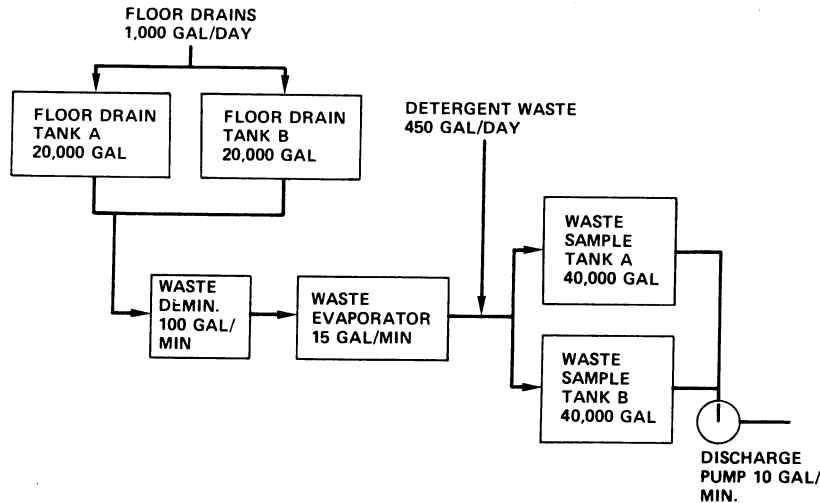 FLOOR DRAINS
1,000 GAL/DAY
FLOOR DRAIN
TANK A
20,000 GAL
FLOOR DRAIN
TANK B
20,000 GAL
DETERGENT WASTE
450 GAL/DAY
WASTE
SAMPLE
TANK A
40,000 GAL
WASTE
DEMIN.
100 GAL/
MIN
WASTE
EVAPORATOR
15 GAL/MIN
WASTE
SAMPLE
TANK B
40,000 GAL
DISCHARGE
PUMP 10 GAL/
MIN.